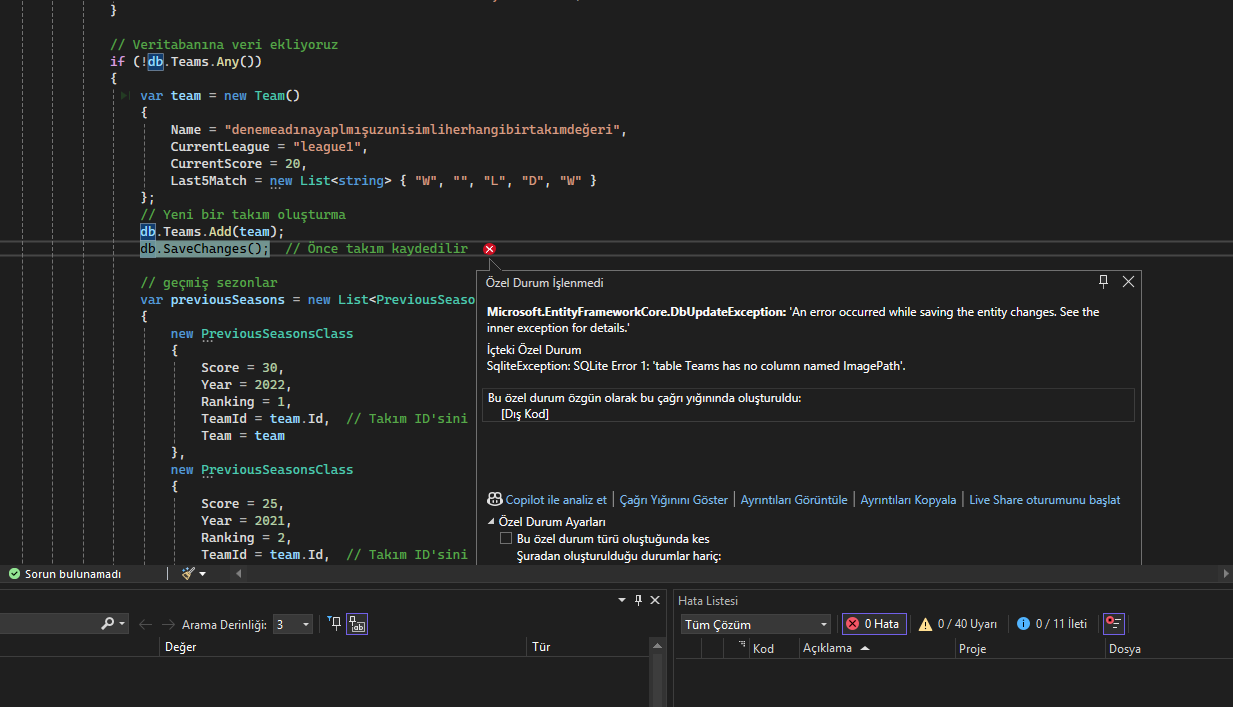 }
// Veritabanına veri ekliyoruz
if (!db.Teams.Any())
{
var team = new Team()
{
Name = "denemeadınayaplmışuzunisimliherhangibirtakımdeğeri",
CurrentLeague = "league1",
CurrentScore = 20,
Last5Match = new List<string> { "W", "", "L", "D", "W" }
};
// Yeni bir takım oluşturma
db.Teams.Add(team);
db.SaveChanges(); // Önce takım kaydedilir
// geçmiş sezonlar
var previousSeasons = new List<PreviousSeaso
{
new PreviousSeasonsClass
{
Score = 30,
Year = 2022,
Ranking = 1,
TeamId = team.Id, // Takım ID'sini
Team = team
},
new PreviousSeasonsClass
{
Score = 25,
Year = 2021,
Ranking = 2,
TeamId = team.Id, // Takım ID'sini
Özel Durum İşlenmedi
Microsoft.EntityFrameworkCore.DbUpdateException: 'An error occurred while saving the entity changes. See the
inner exception for details.'
İçteki Özel Durum
SqliteException: SQLite Error 1: 'table Teams has no column named ImagePath'.
Bu özel durum özgün olarak bu çağrı yığınında oluşturuldu:
[Dış Kod]
Copilot ile analiz et | Çağrı Yığınını Göster | Ayrıntıları Görüntüle | Ayrıntıları Kopyala | Live Share oturumunu başlat
Özel Durum Ayarları
Bu özel durum türü oluştuğunda kes
Şuradan oluşturulduğu durumlar hariç:
Sorun bulunamadı
Arama Derinliği: 3
Değer Tür
Hata Listesi
Tüm Çözüm 0 Hata 0 / 40 Uyarı 0 / 11 İleti
Kod Açıklama Proje Dosya